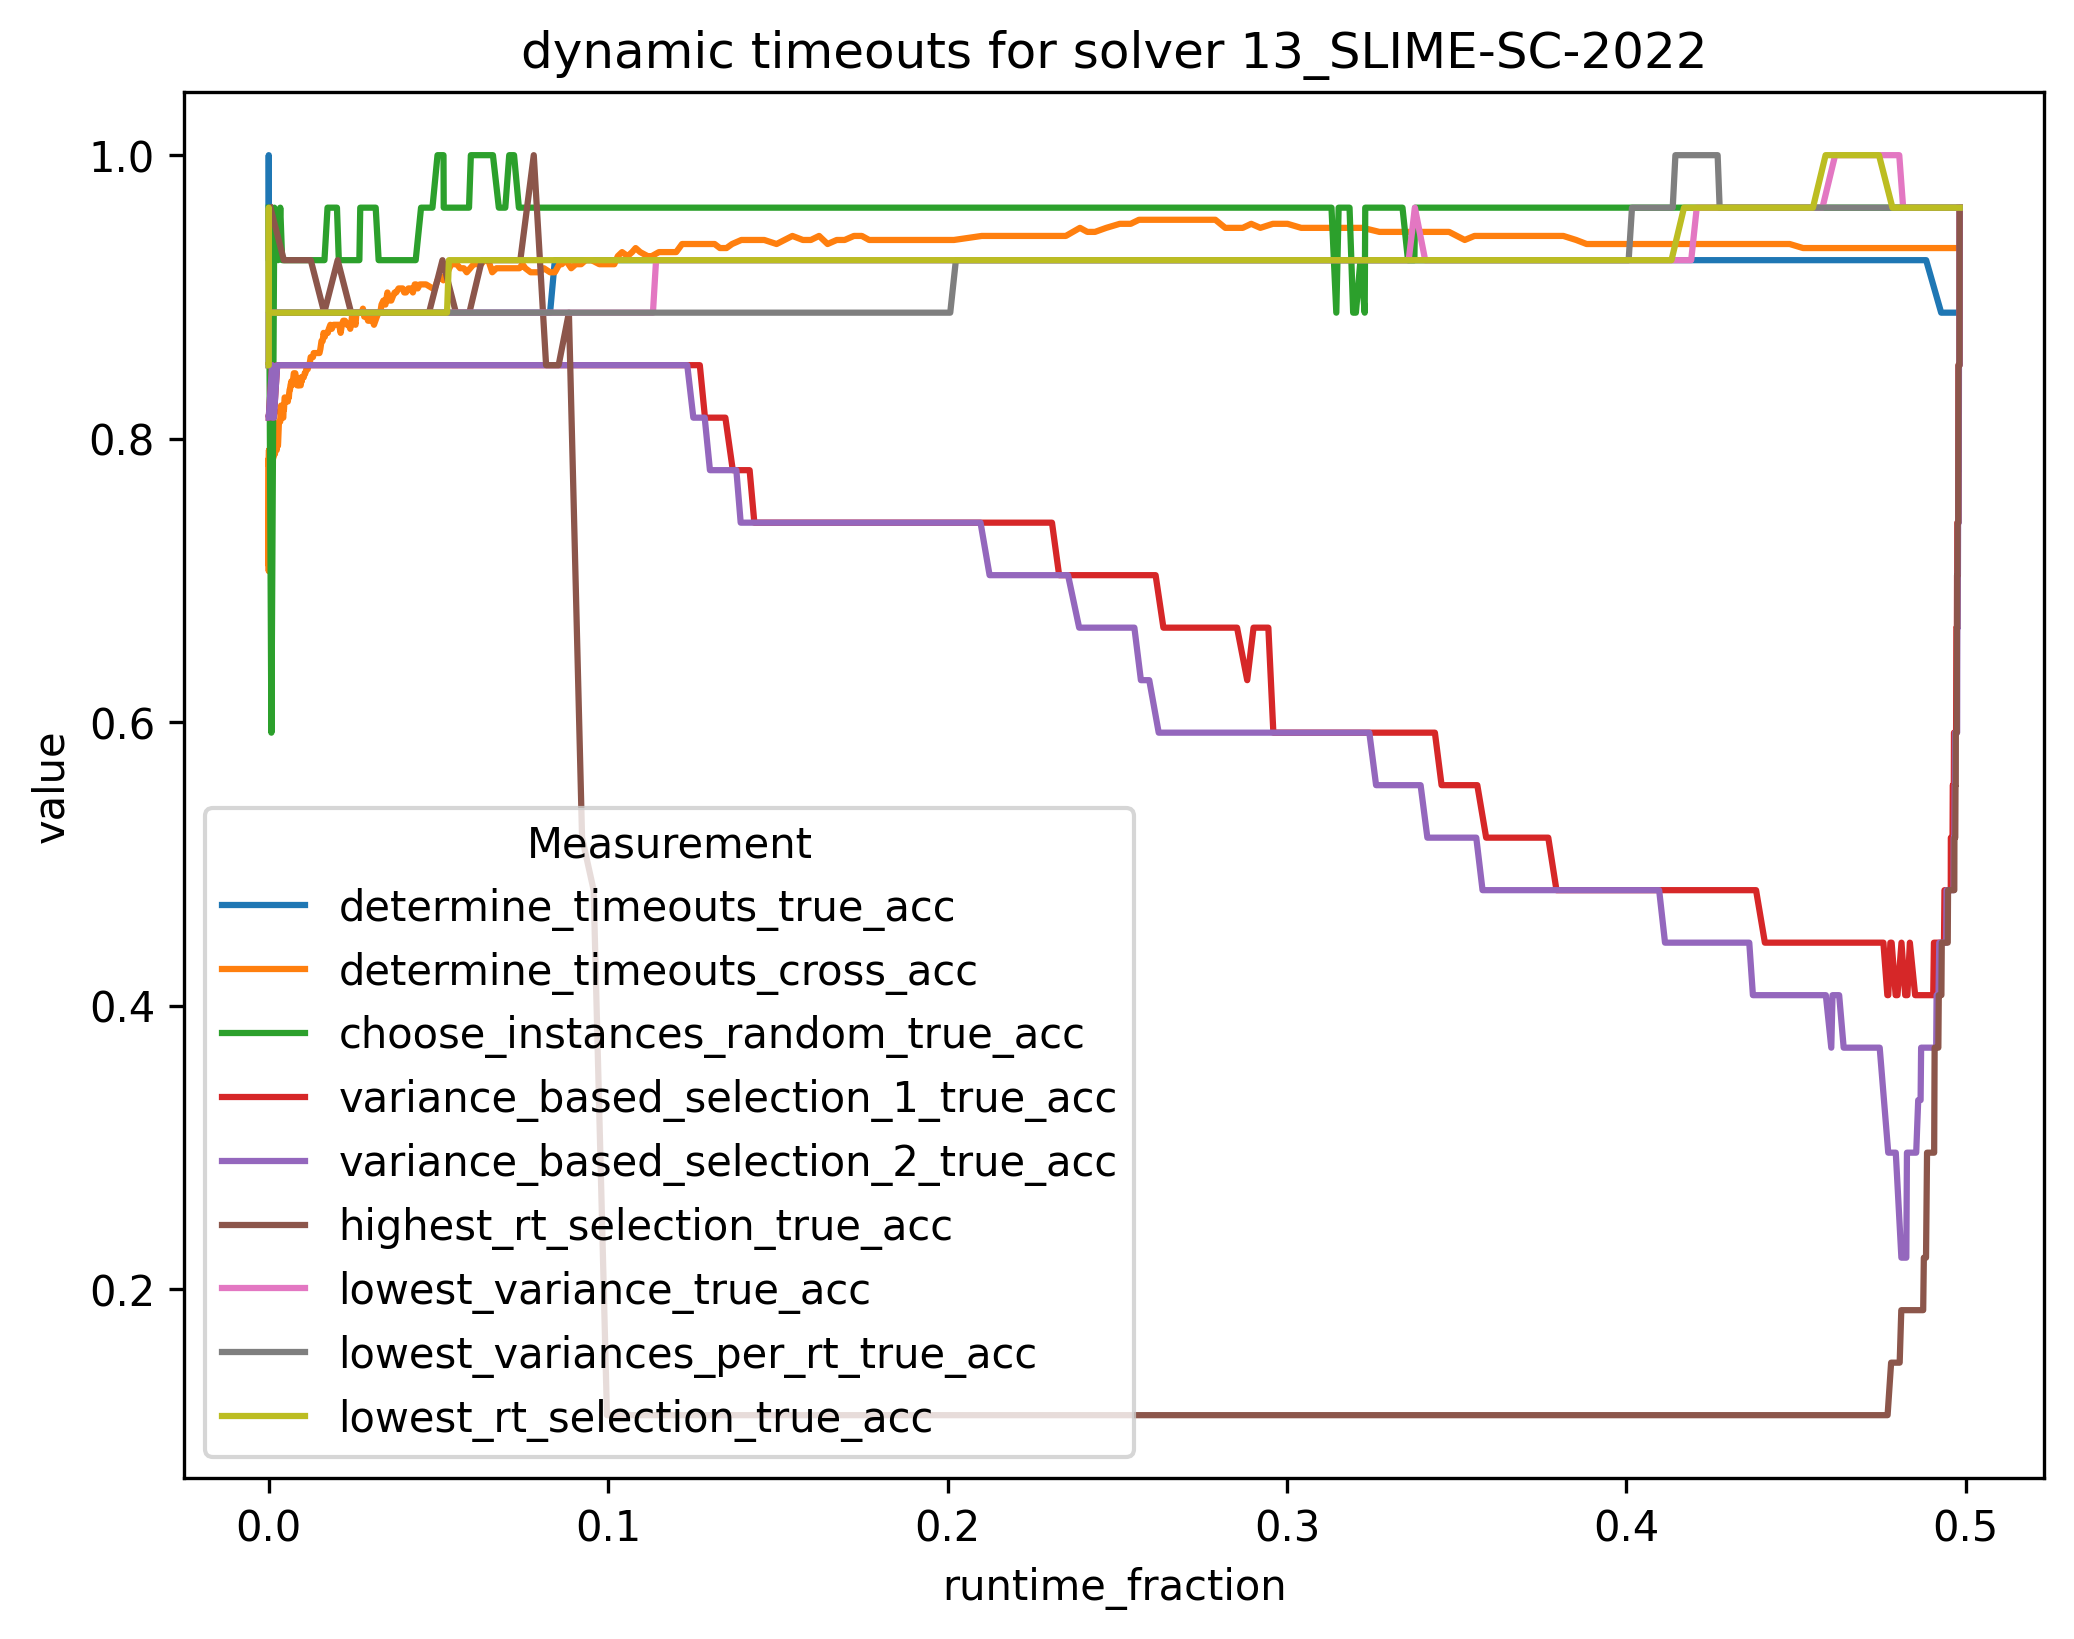 dynamic timeouts for solver 13_SLIME-SC-2022
1.0
0.8
0.6
0.4
0.2
value
Measurement
determine_timeouts_true_acc
determine_timeouts_cross_acc
choose_instances_random_true_acc
variance_based_selection_1_true_acc
variance_based_selection_2_true_acc
highest_rt_selection_true_acc
lowest_variance_true_acc
lowest_variances_per_rt_true_acc
lowest_rt_selection_true_acc
0.0 0.1 0.2 0.3 0.4 0.5
runtime_fraction